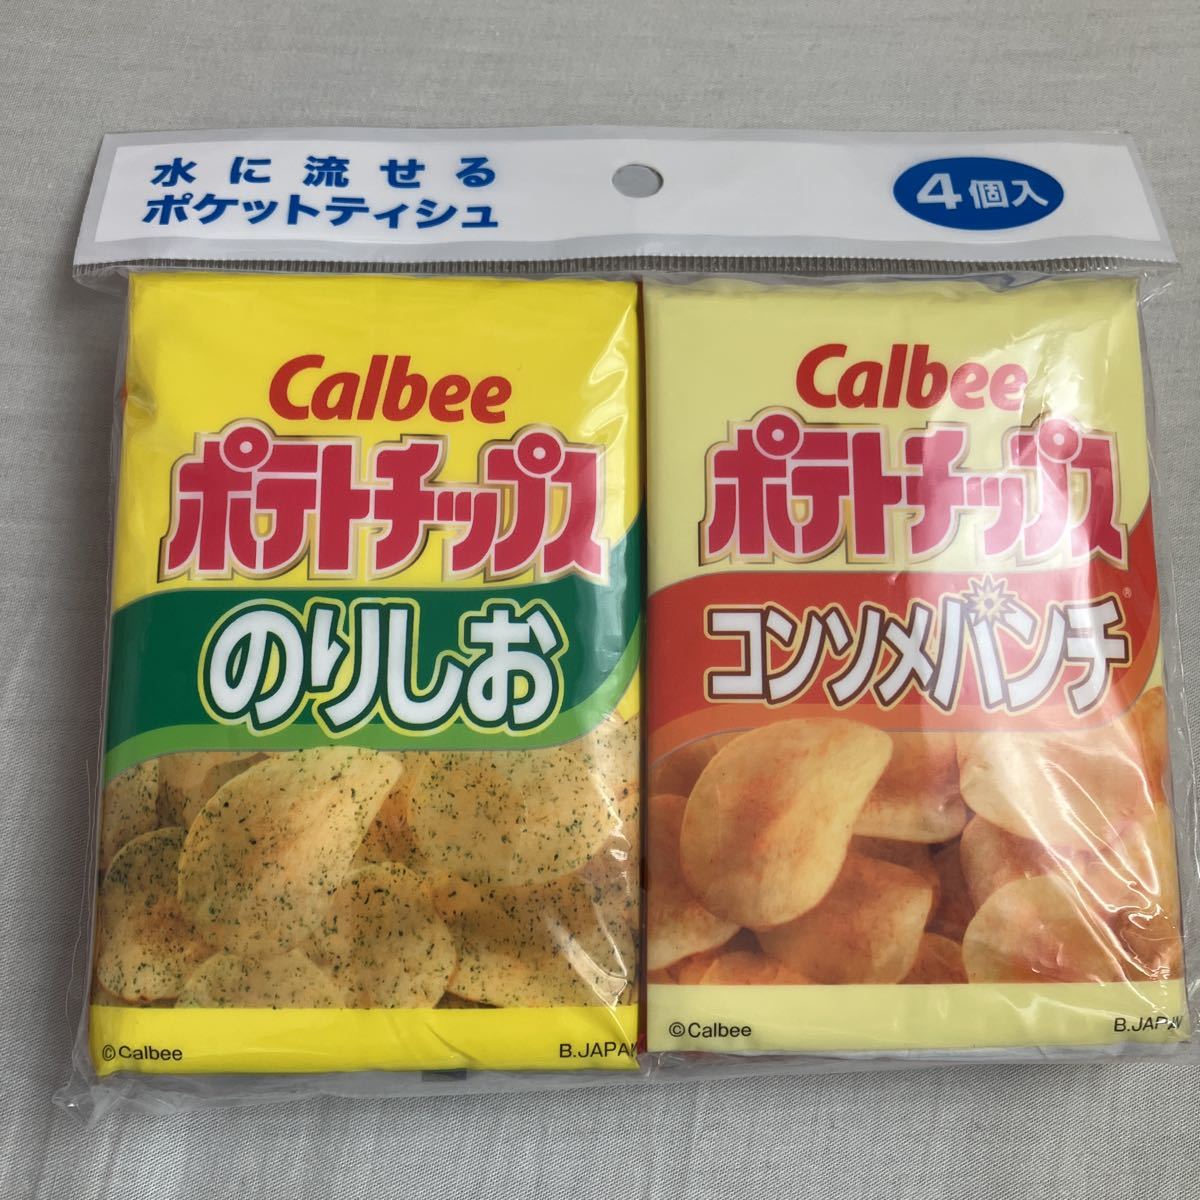 水に流せる
ポケットティシュ
4個入
Calbee
ポテトチップス
のりしお
©Calbee
B.JAPAN
Calbee
ポテトチップス
コンソメパンチ®
©Calbee
B.JAPAN